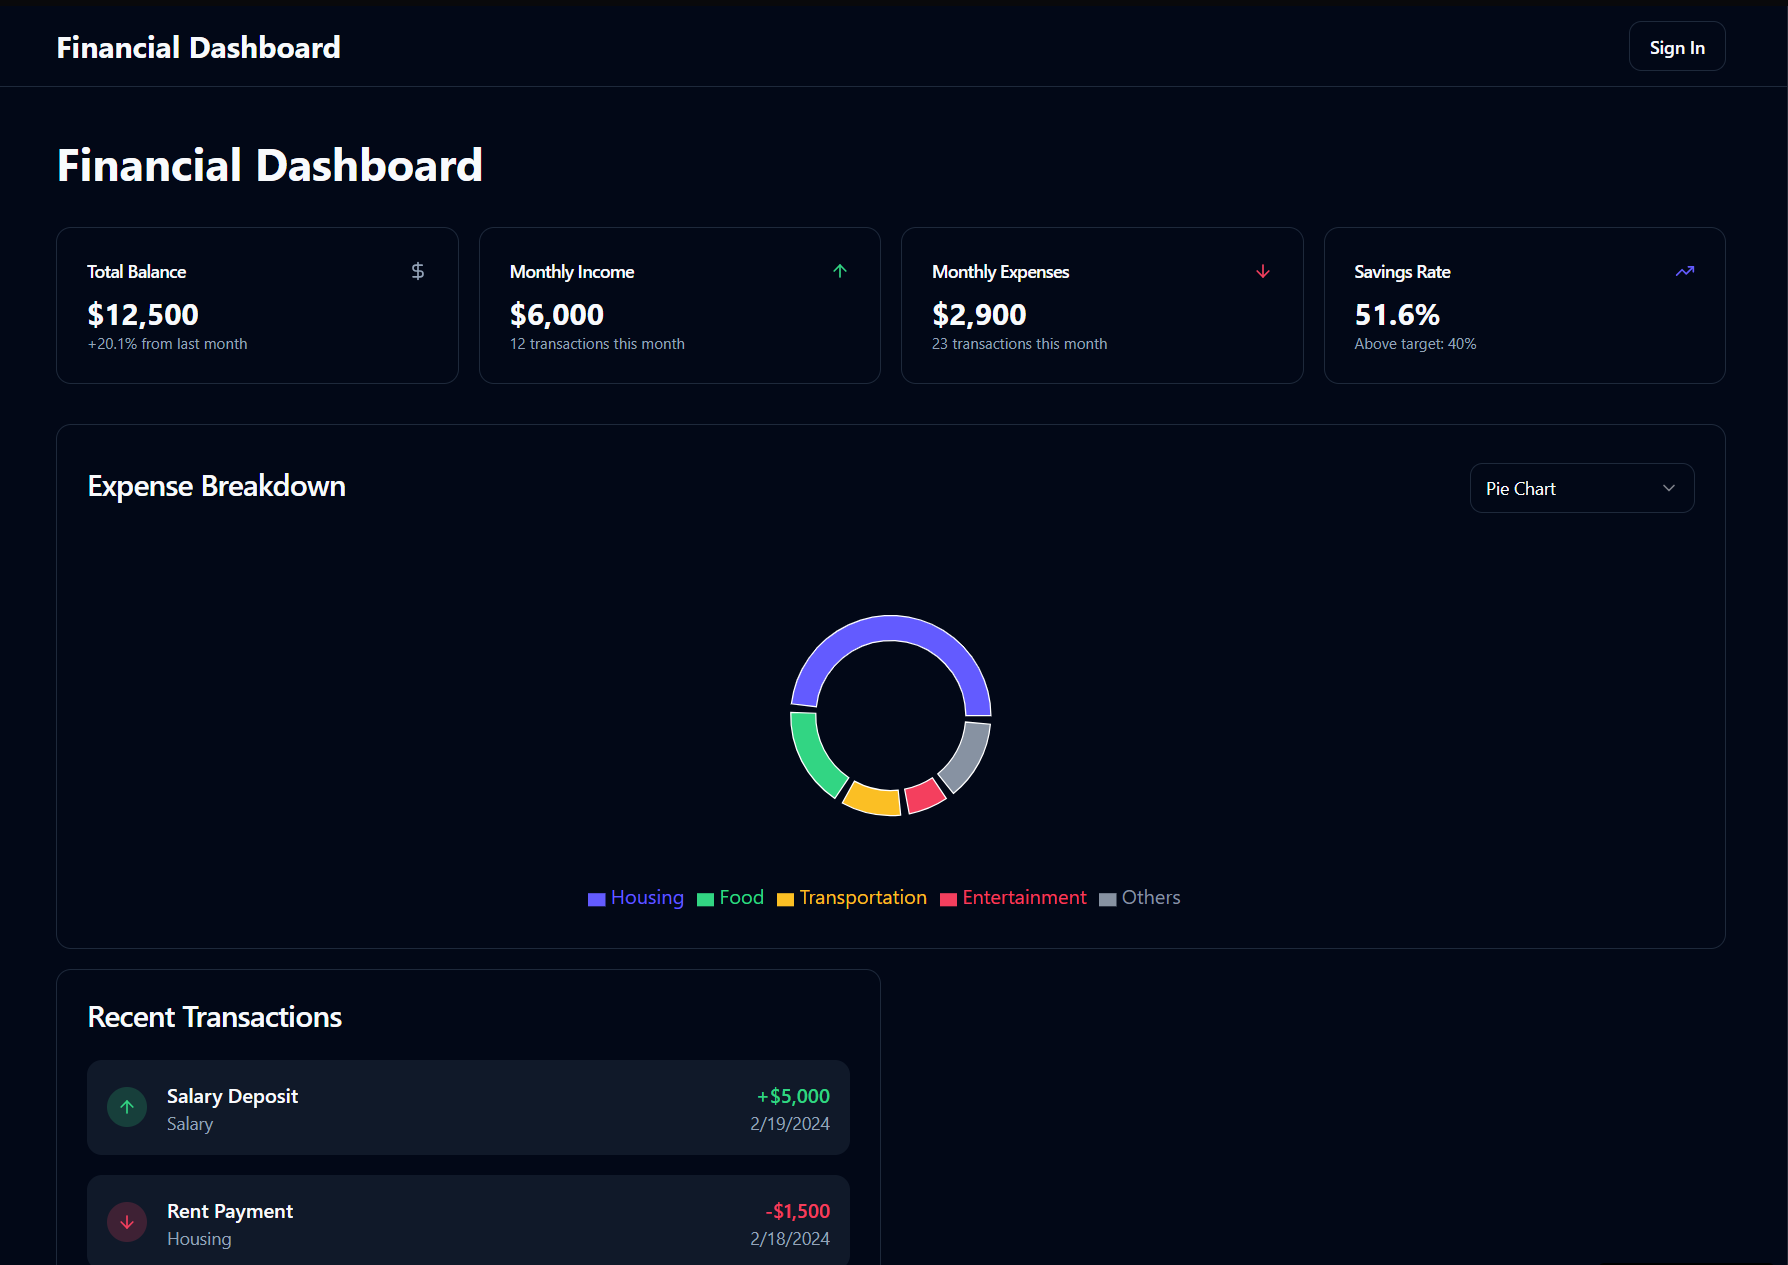 Financial Dashboard
Sign In
Financial Dashboard
Total Balance
$
$12,500
+20.1% from last month
Monthly Income
$6,000
12 transactions this month
Monthly Expenses
$2,900
23 transactions this month
Savings Rate
51.6%
Above target: 40%
Expense Breakdown
Pie Chart
Housing Food Transportation Entertainment Others
Recent Transactions
Salary Deposit
+$5,000
Salary
2/19/2024
Rent Payment
-$1,500
Housing
2/18/2024